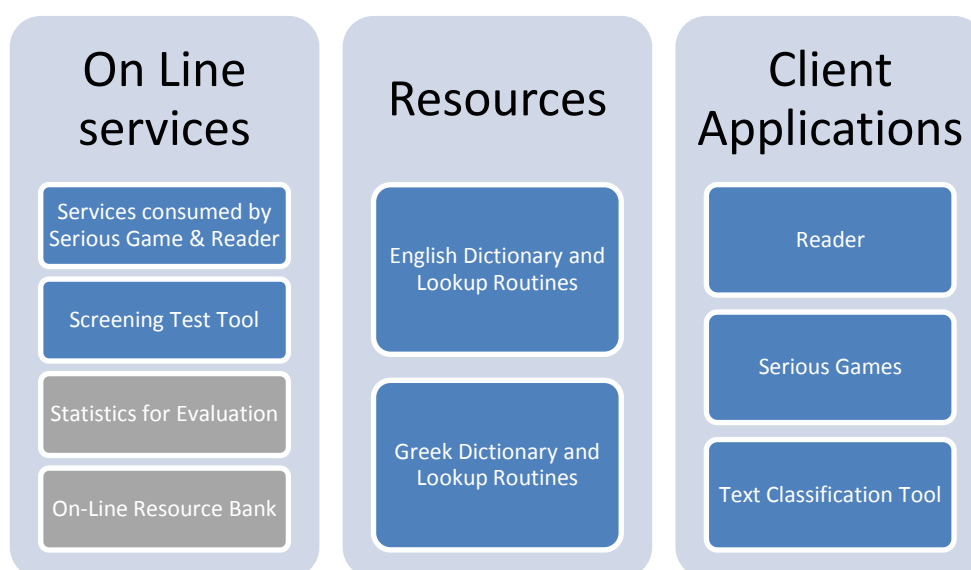 On Line
services
Services consumed by
Serious Game & Reader
Screening Test Tool
Statistics for Evaluation
On-Line Resource Bank
Resources
English Dictionary and
Lookup Routines
Greek Dictionary and
Lookup Routines
Client
Applications
Reader
Serious Games
Text Classification Tool